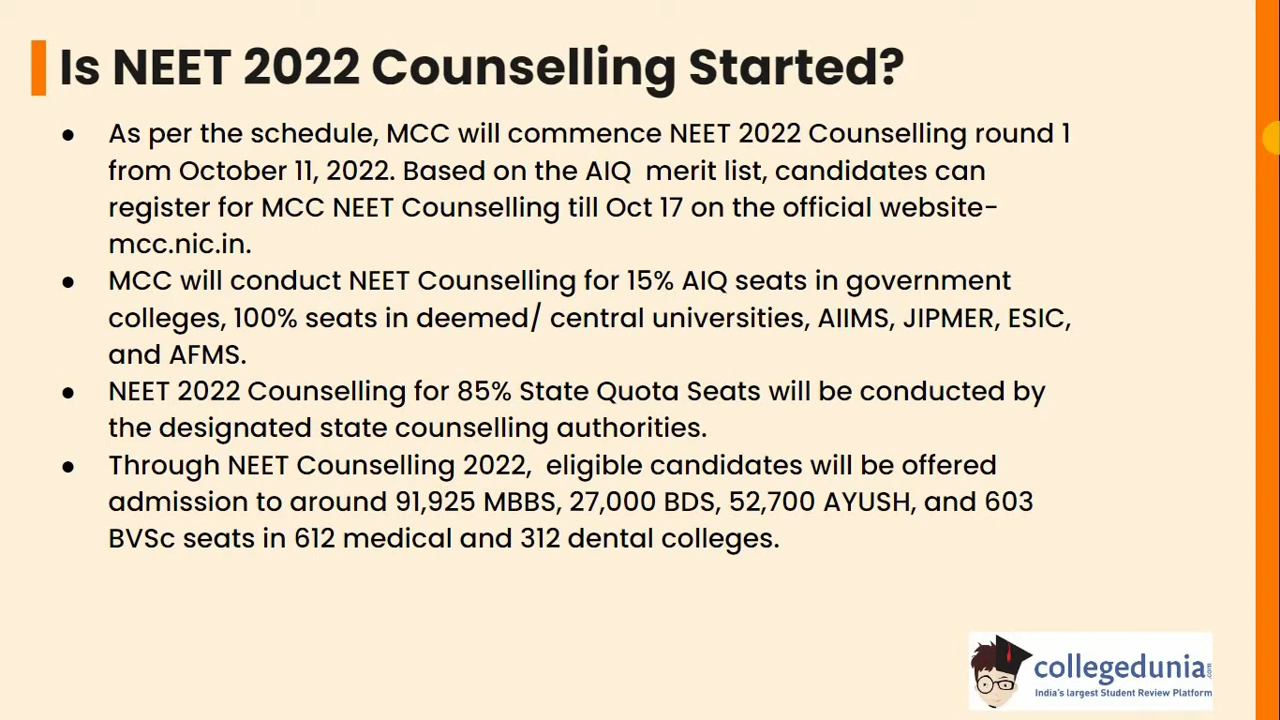 Is NEET 2022 Counselling Started?
● As per the schedule, MCC will commence NEET 2022 Counselling round 1
from October 11, 2022. Based on the AIQ  merit list, candidates can
register for MCC NEET Counselling till Oct 17 on the official website-
mcc.nic.in.
● MCC will conduct NEET Counselling for 15% AIQ seats in government
colleges, 100% seats in deemed/ central universities, AIIMS, JIPMER, ESIC,
and AFMS.
● NEET 2022 Counselling for 85% State Quota Seats will be conducted by
the designated state counselling authorities.
● Through NEET Counselling 2022,  eligible candidates will be offered
admission to around 91,925 MBBS, 27,000 BDS, 52,700 AYUSH, and 603
BVSc seats in 612 medical and 312 dental colleges.
collegedunia.com
India's largest Student Review Platform